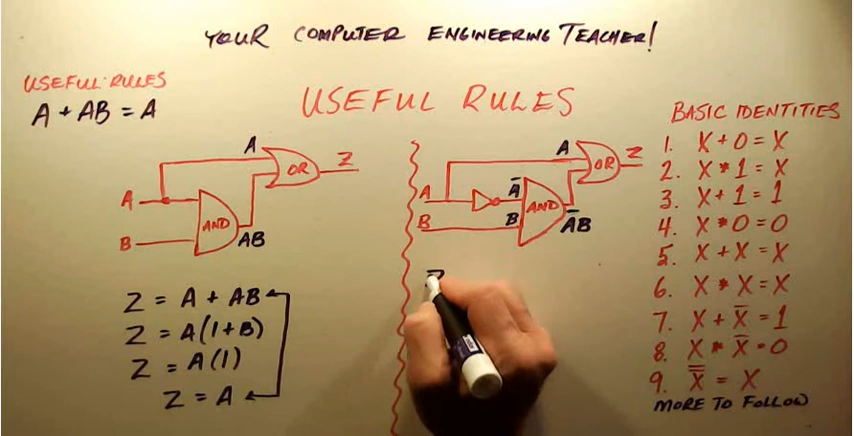 YOUR COMPUTER ENGINEERING TEACHER!
USEFUL RULES
A + AB = A
USEFUL RULES
A
Z
OR
A
AND
B
AB
Z = A + AB
Z = A(1+B)
Z = A(1)
Z = A
A
Z
OR
A
A̅
B
B
AND
A̅B
Z
BASIC IDENTITIES
1. X + 0 = X
2. X * 1 = X
3. X + 1 = 1
4. X * 0 = 0
5. X + X = X
6. X * X = X
7. X + X̅ = 1
8. X * X̅ = 0
9. X̿ = X
MORE TO FOLLOW